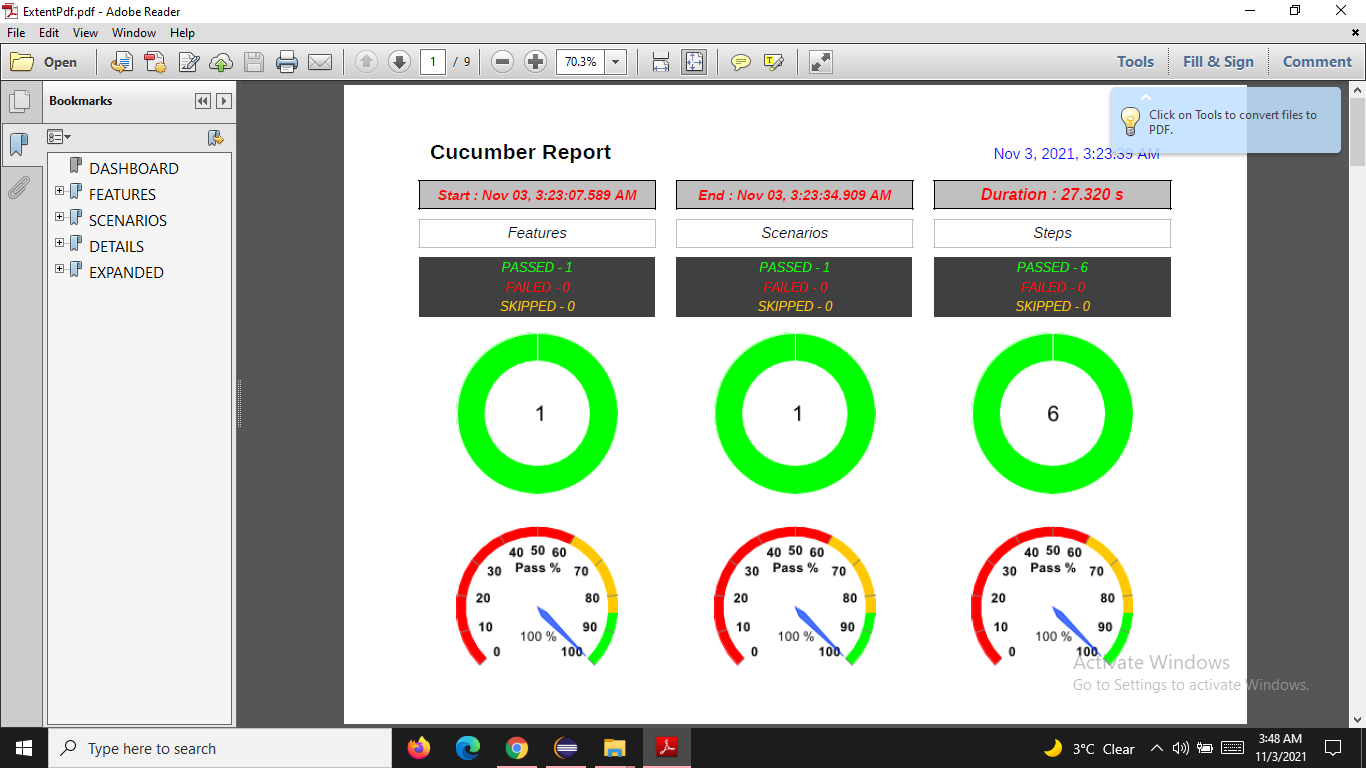 ExtentPdf.pdf - Adobe Reader
File Edit View Window Help
Open 1 / 9 70.3% Tools Fill & Sign Comment
Bookmarks
DASHBOARD
FEATURES
SCENARIOS
DETAILS
EXPANDED
Click on Tools to convert files to
PDF.
Cucumber Report
Nov 3, 2021, 3:23:39 AM
Start : Nov 03, 3:23:07.589 AM End : Nov 03, 3:23:34.909 AM Duration : 27.320 s
Features Scenarios Steps
PASSED - 1 PASSED - 1 PASSED - 6
FAILED - 0 FAILED - 0 FAILED - 0
SKIPPED - 0 SKIPPED - 0 SKIPPED - 0
1 1 6
40 50 60 40 50 60 40 50 60
30 Pass % 70 30 Pass % 70 30 Pass % 70
20 80 20 80 20 80
10 90 10 90 10 90
100 % 100 % 100 %
0 100 0 100 0 100
Activate Windows
Go to Settings to activate Windows.
Type here to search
3°C Clear
3:48 AM
11/3/2021